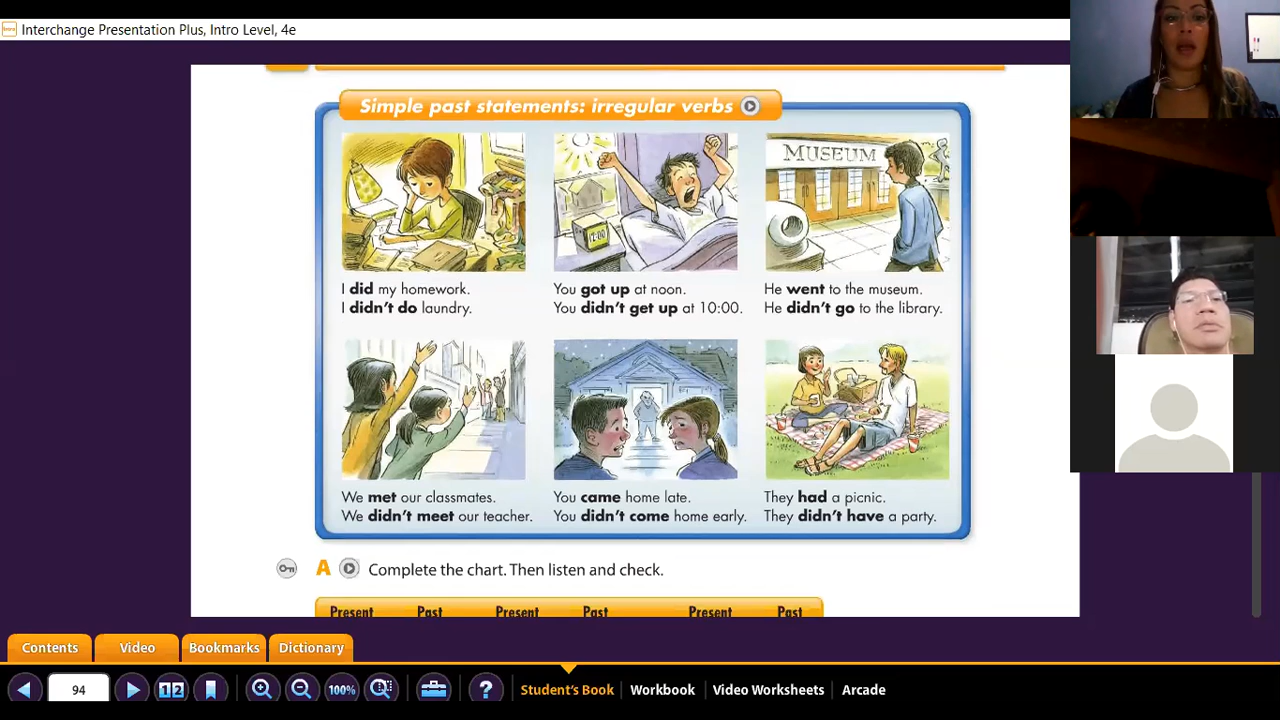 Interchange Presentation Plus, Intro Level, 4e
Simple past statements: irregular verbs
MUSEUM
12:00
I did my homework.
I didn't do laundry.
You got up at noon.
You didn't get up at 10:00.
He went to the museum.
He didn't go to the library.
We met our classmates.
We didn't meet our teacher.
You came home late.
You didn't come home early.
They had a picnic.
They didn't have a party.
A Complete the chart. Then listen and check.
Present Past Present Past Present Past
Contents Video Bookmarks Dictionary
94 12 100% ? Student's Book Workbook Video Worksheets Arcade